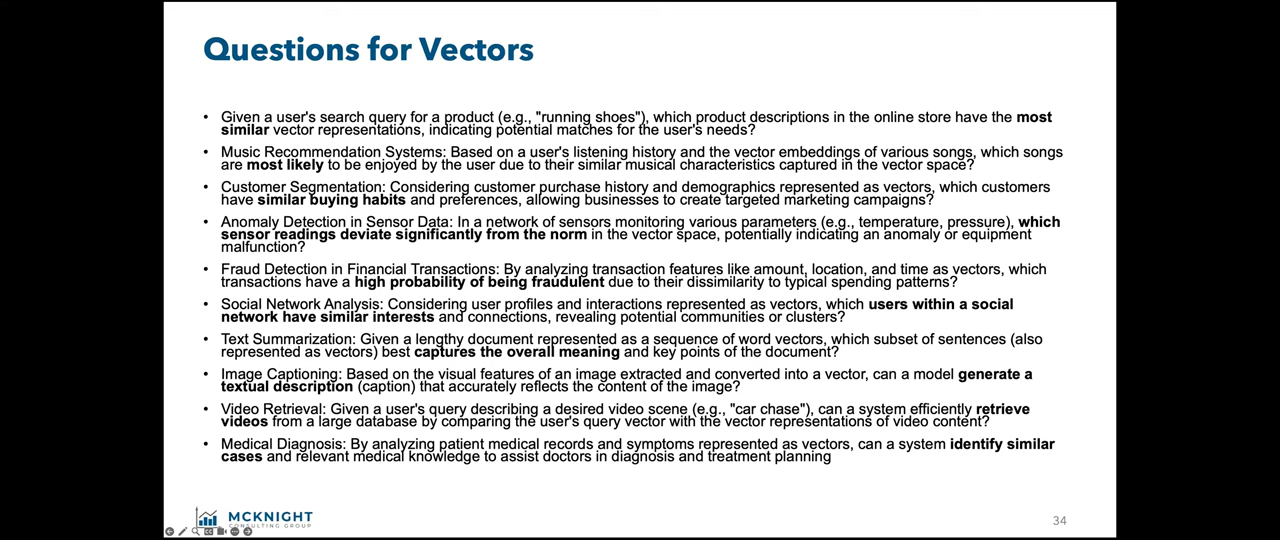 Questions for Vectors
• Given a user's search query for a product (e.g., "running shoes"), which product descriptions in the online store have the most
similar vector representations, indicating potential matches for the user's needs?
• Music Recommendation Systems: Based on a user's listening history and the vector embeddings of various songs, which songs
are most likely to be enjoyed by the user due to their similar musical characteristics captured in the vector space?
• Customer Segmentation: Considering customer purchase history and demographics represented as vectors, which customers
have similar buying habits and preferences, allowing businesses to create targeted marketing campaigns?
• Anomaly Detection in Sensor Data: In a network of sensors monitoring various parameters (e.g., temperature, pressure), which
sensor readings deviate significantly from the norm in the vector space, potentially indicating an anomaly or equipment
malfunction?
• Fraud Detection in Financial Transactions: By analyzing transaction features like amount, location, and time as vectors, which
transactions have a high probability of being fraudulent due to their dissimilarity to typical spending patterns?
• Social Network Analysis: Considering user profiles and interactions represented as vectors, which users within a social
network have similar interests and connections, revealing potential communities or clusters?
• Text Summarization: Given a lengthy document represented as a sequence of word vectors, which subset of sentences (also
represented as vectors) best captures the overall meaning and key points of the document?
• Image Captioning: Based on the visual features of an image extracted and converted into a vector, can a model generate a
textual description (caption) that accurately reflects the content of the image?
• Video Retrieval: Given a user's query describing a desired video scene (e.g., "car chase"), can a system efficiently retrieve
videos from a large database by comparing the user's query vector with the vector representations of video content?
• Medical Diagnosis: By analyzing patient medical records and symptoms represented as vectors, can a system identify similar
cases and relevant medical knowledge to assist doctors in diagnosis and treatment planning
MCKNIGHT
CONSULTING GROUP
34